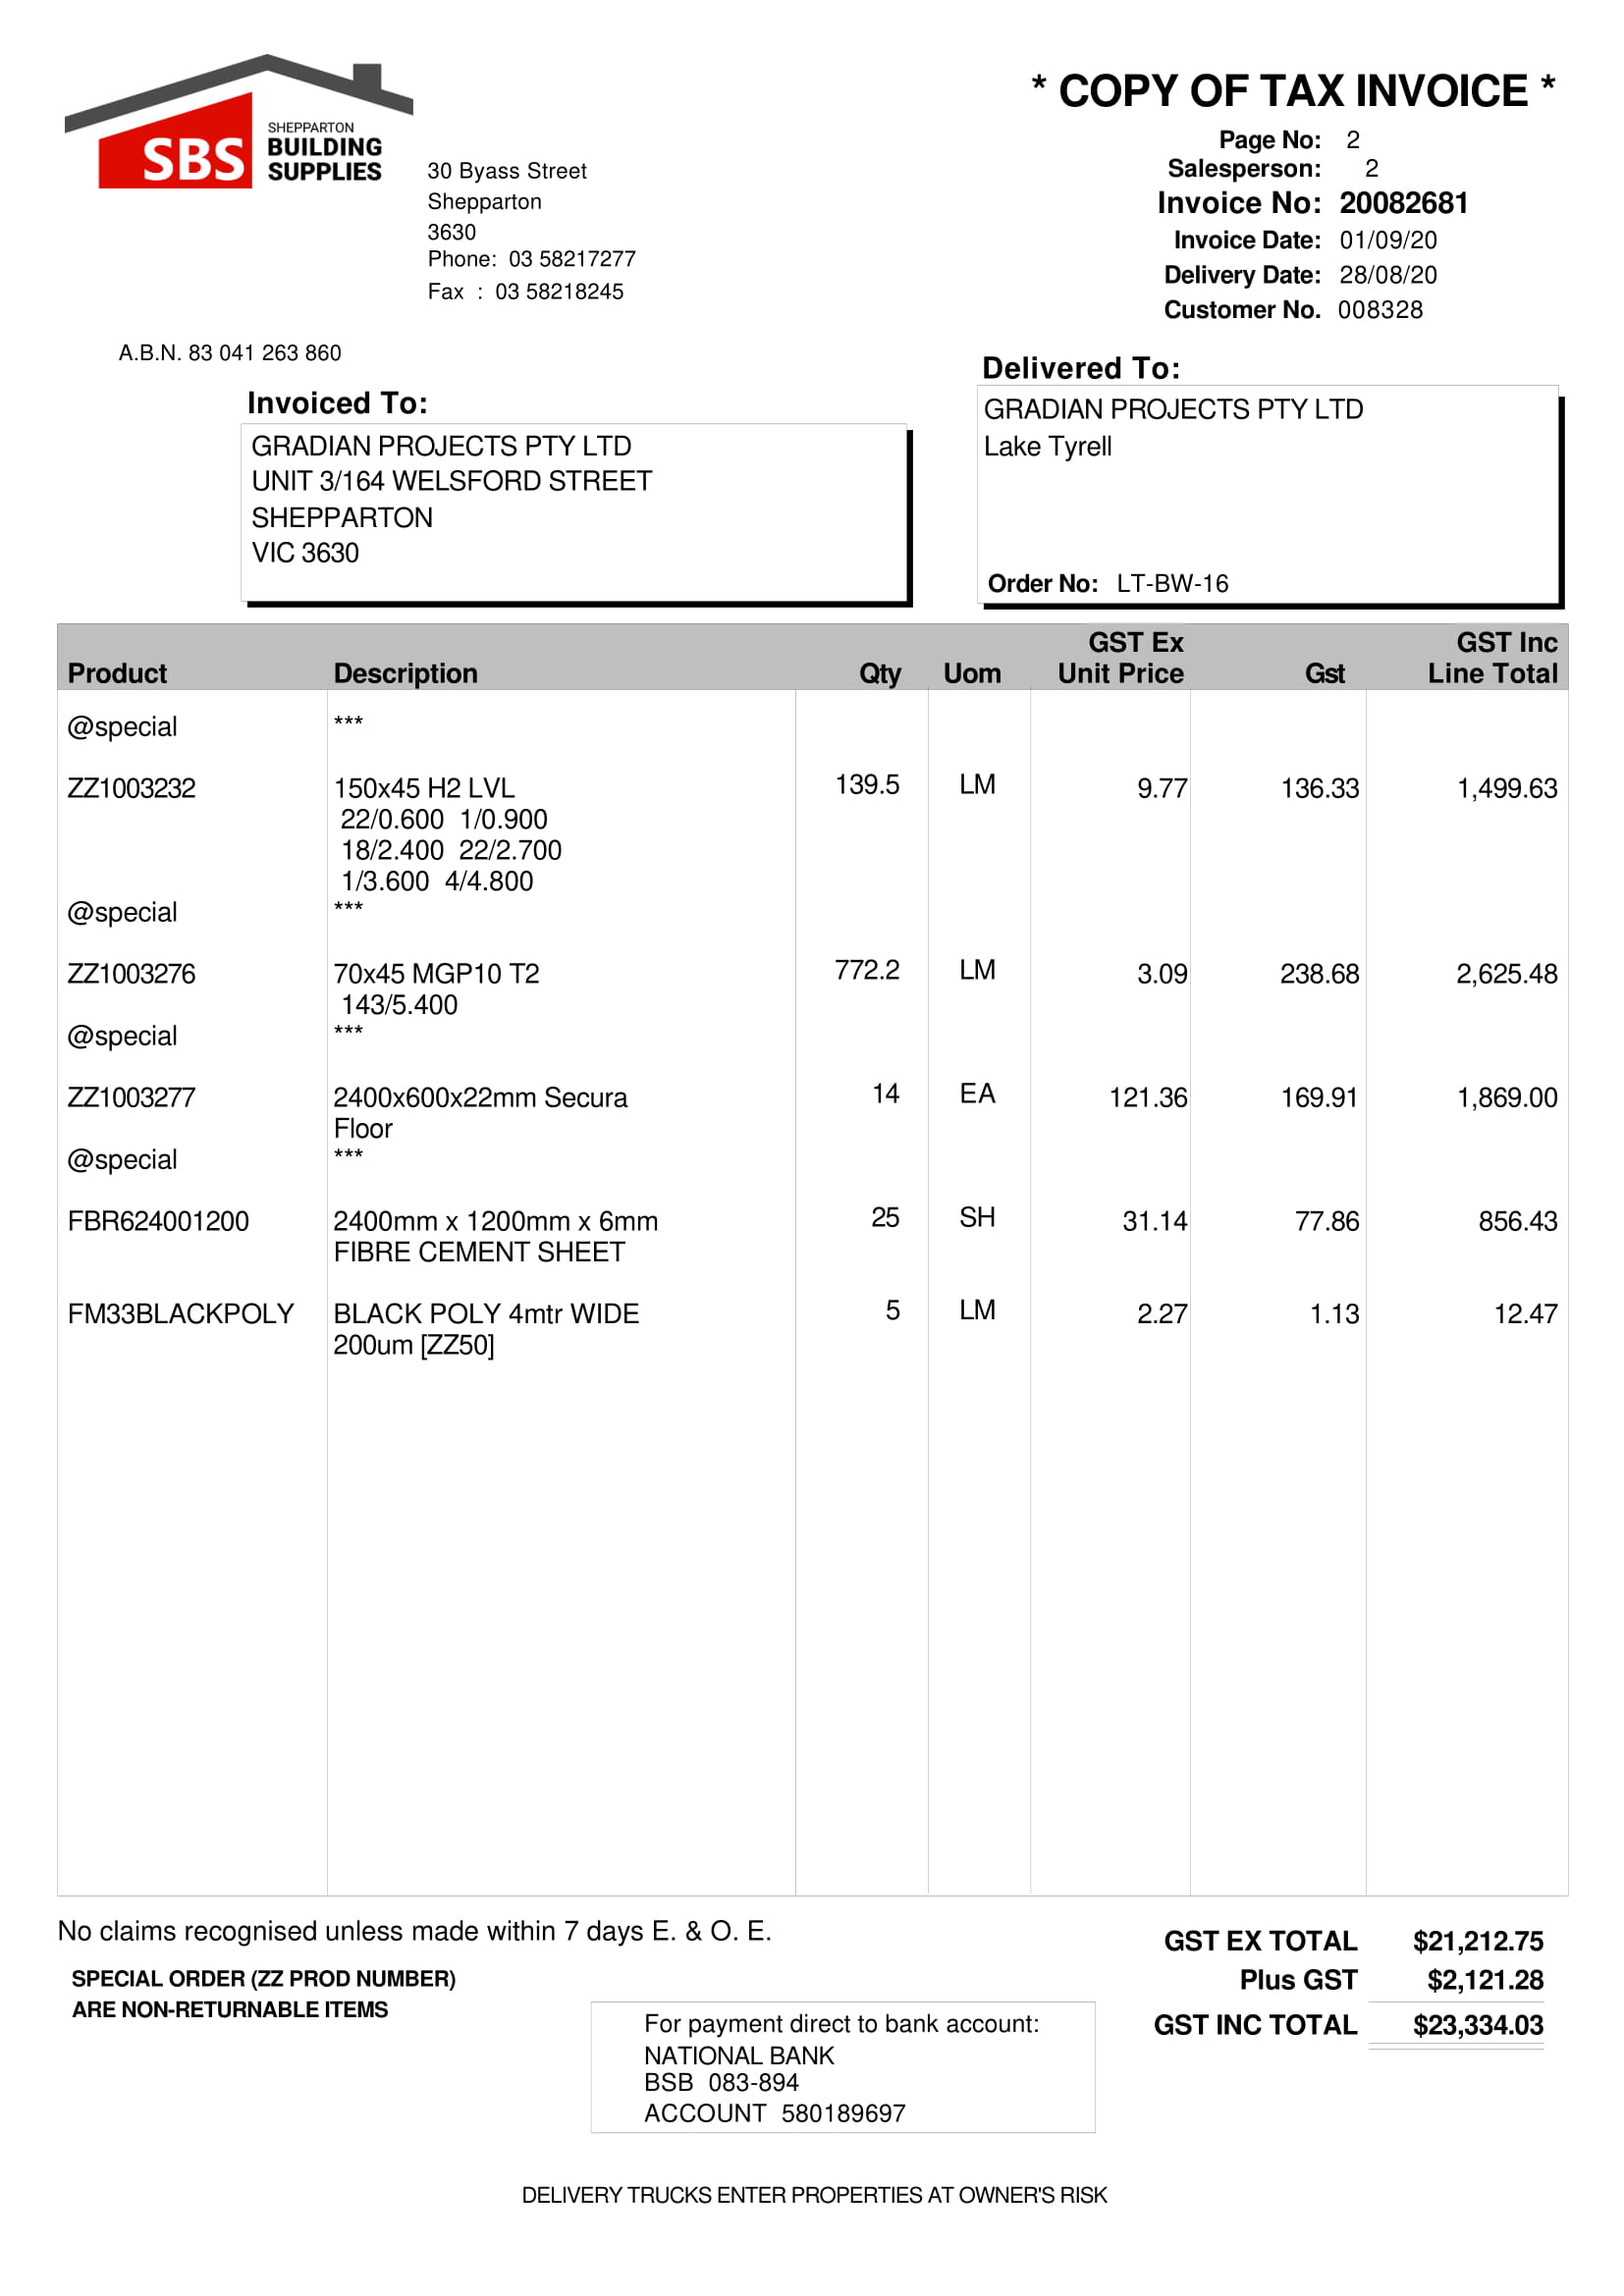 SBS SHEPPARTON BUILDING SUPPLIES
30 Byass Street
Shepparton
3630
Phone: 03 58217277
Fax : 03 58218245
A.B.N. 83 041 263 860
* COPY OF TAX INVOICE *
Page No: 2
Salesperson: 2
Invoice No: 20082681
Invoice Date: 01/09/20
Delivery Date: 28/08/20
Customer No. 008328
Invoiced To:
GRADIAN PROJECTS PTY LTD
UNIT 3/164 WELSFORD STREET
SHEPPARTON
VIC 3630
Delivered To:
GRADIAN PROJECTS PTY LTD
Lake Tyrell
Order No: LT-BW-16
Product Description Qty Uom GST Ex Unit Price Gst GST Inc Line Total
@special ***
ZZ1003232 150x45 H2 LVL 139.5 LM 9.77 136.33 1,499.63
22/0.600 1/0.900
18/2.400 22/2.700
1/3.600 4/4.800
@special ***
ZZ1003276 70x45 MGP10 T2 772.2 LM 3.09 238.68 2,625.48
143/5.400
@special ***
ZZ1003277 2400x600x22mm Secura 14 EA 121.36 169.91 1,869.00
Floor
@special ***
FBR624001200 2400mm x 1200mm x 6mm 25 SH 31.14 77.86 856.43
FIBRE CEMENT SHEET
FM33BLACKPOLY BLACK POLY 4mtr WIDE 5 LM 2.27 1.13 12.47
200um [ZZ50]
No claims recognised unless made within 7 days E. & O. E.
SPECIAL ORDER (ZZ PROD NUMBER)
ARE NON-RETURNABLE ITEMS
For payment direct to bank account:
NATIONAL BANK
BSB 083-894
ACCOUNT 580189697
GST EX TOTAL $21,212.75
Plus GST $2,121.28
GST INC TOTAL $23,334.03
DELIVERY TRUCKS ENTER PROPERTIES AT OWNER'S RISK